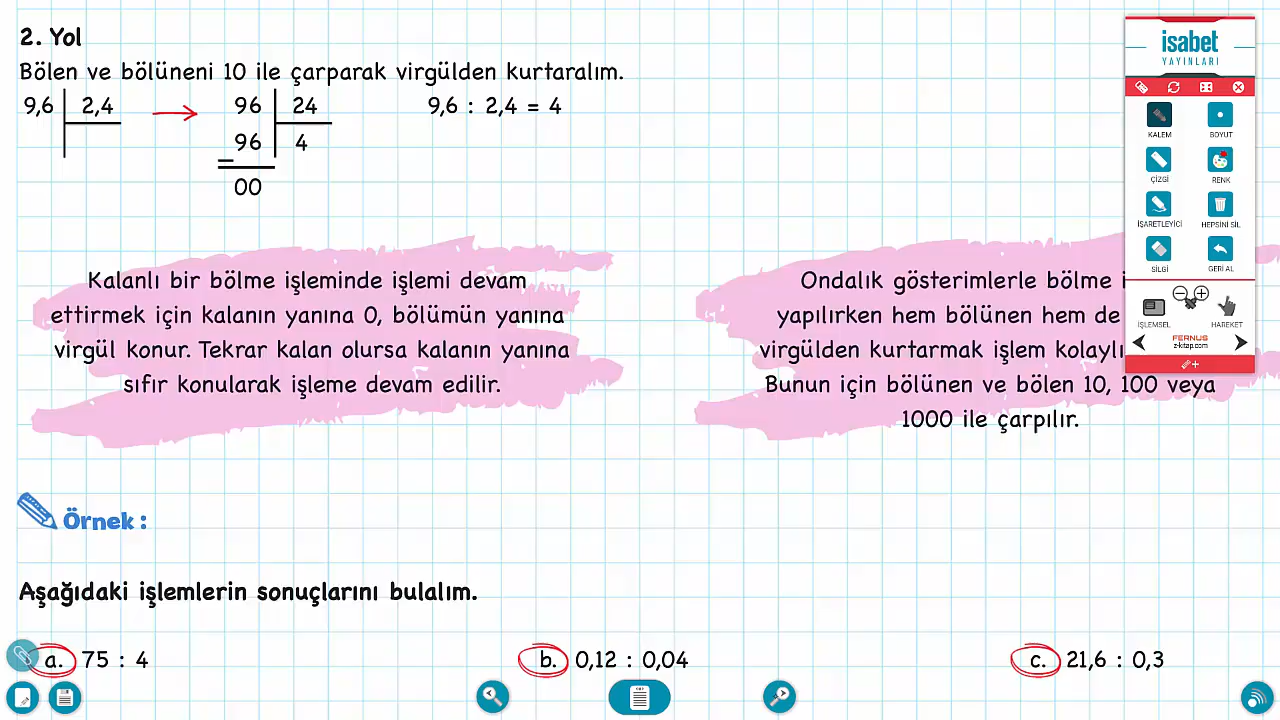 2. Yol
Bölen ve bölüneni 10 ile çarparak virgülden kurtaralım.
9,6 2,4
96 24
96 4
00
9,6 : 2,4 = 4
Kalanlı bir bölme işleminde işlemi devam
ettirmek için kalanın yanına 0, bölümün yanına
virgül konur. Tekrar kalan olursa kalanın yanına
sıfır konularak işleme devam edilir.
Ondalık gösterimlerle bölme
yapılırken hem bölünen hem de
virgülden kurtarmak işlem
Bunun için bölünen ve bölen 10, 100 veya
1000 ile çarpılır.
Örnek :
Aşağıdaki işlemlerin sonuçlarını bulalım.
a. 75 : 4
b. 0,12 : 0,04
c. 21,6 : 0,3
isabet
YAYINLARI
KALEM BOYUT
ÇİZGİ RENK
İŞARETLEYİCİ HEPSİNİ SİL
SİLGİ GERİ AL
İŞLEMSEL HAREKET
FERNUS
z-kitap.com